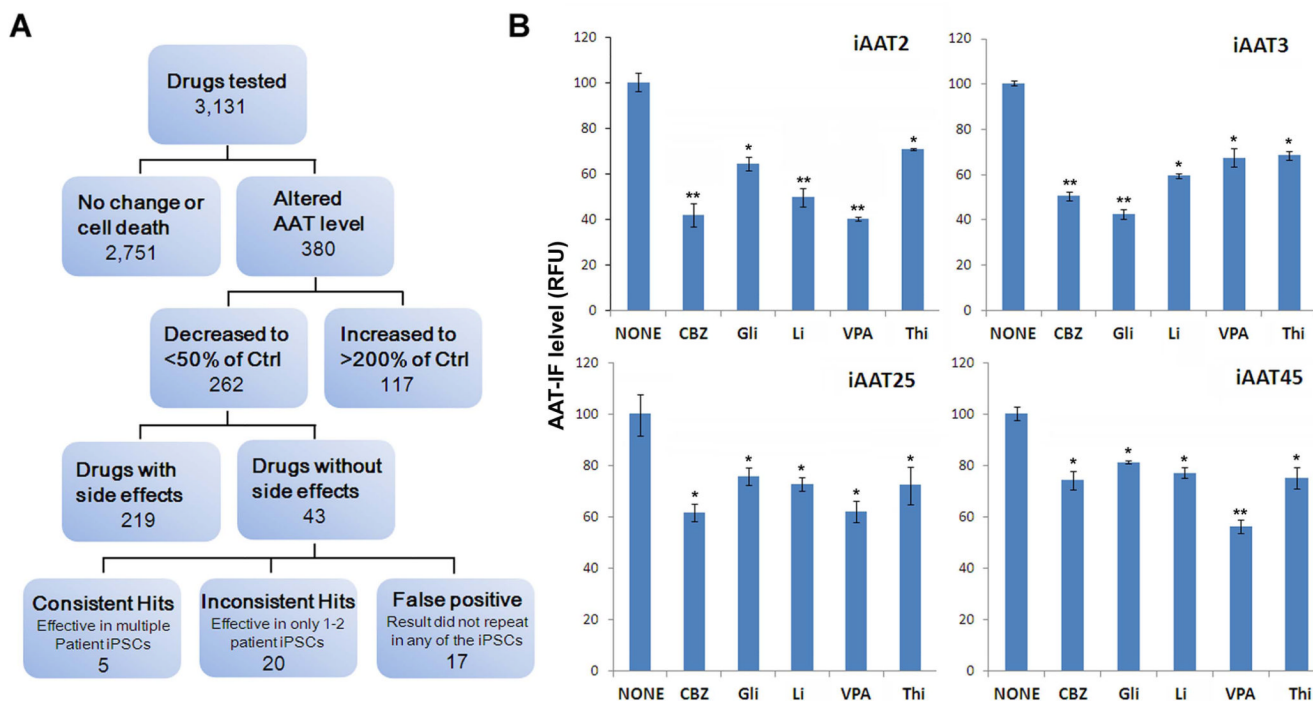 A
Drugs tested
3,131
No change or
cell death
2,751
Altered
AAT level
380
Decreased to
<50% of Ctrl
262
Increased to
>200% of Ctrl
117
Drugs with
side effects
219
Drugs without
side effects
43
Consistent Hits
Effective in multiple
Patient iPSCs
5
Inconsistent Hits
Effective in only 1-2
patient iPSCs
20
False positive
Result did not repeat
in any of the iPSCs
17
B
AAT-IF lelvel (RFU)
iAAT2
120
100
80
60
40
20
0
** * ** ** *
NONE CBZ Gli Li VPA Thi
iAAT3
120
100
80
60
40
60
80
0
** ** * * *
NONE CBZ Gli Li VPA Thi
iAAT25
120
100
80
60
40
20
0
* * * * *
NONE CBZ Gli Li VPA Thi
iAAT45
120
100
80
60
40
20
0
* * * ** *
NONE CBZ Gli Li VPA Thi